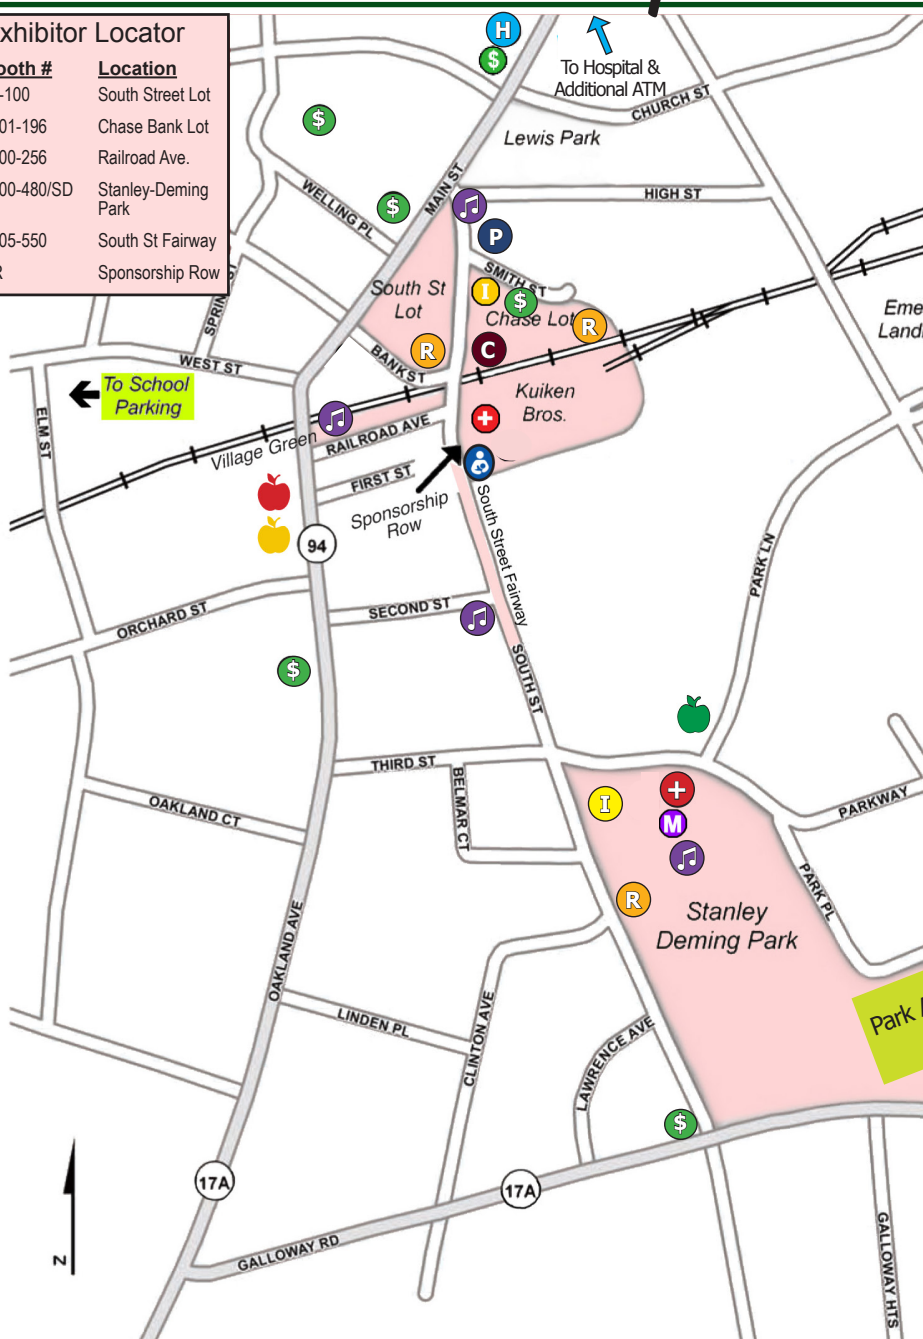 xhibitor Locator
ooth # Location
-100 South Street Lot
01-196 Chase Bank Lot
00-256 Railroad Ave.
00-480/SD Stanley-Deming
Park
05-550 South St Fairway
R Sponsorship Row
H
$
To Hospital &
Additional ATM
CHURCH ST
$
Lewis Park
MAIN ST
WELLING PL
$
HIGH ST
P
SMITH ST
South St
Lot
I
$
Chase Lot
R
Eme
Land
SPRIN
ST
R
C
BANK ST
WEST ST
To School
Parking
Kuiken
Bros.
ELM ST
Village Green
RAILROAD AVE
FIRST ST
Sponsorship
Row
South Street Fairway
94
PARK LN
ORCHARD ST
SECOND ST
$
SOUTH ST
THIRD ST
BELMAR CT
OAKLAND CT
I
M
PARKWAY
R
PARK PL
Stanley
Deming Park
OAKLAND AVE
LINDEN PL
CLINTON AVE
LAWRENCE AVE
Park
$
17A
17A
GALLOWAY RD
GALLOWAY HTS
N